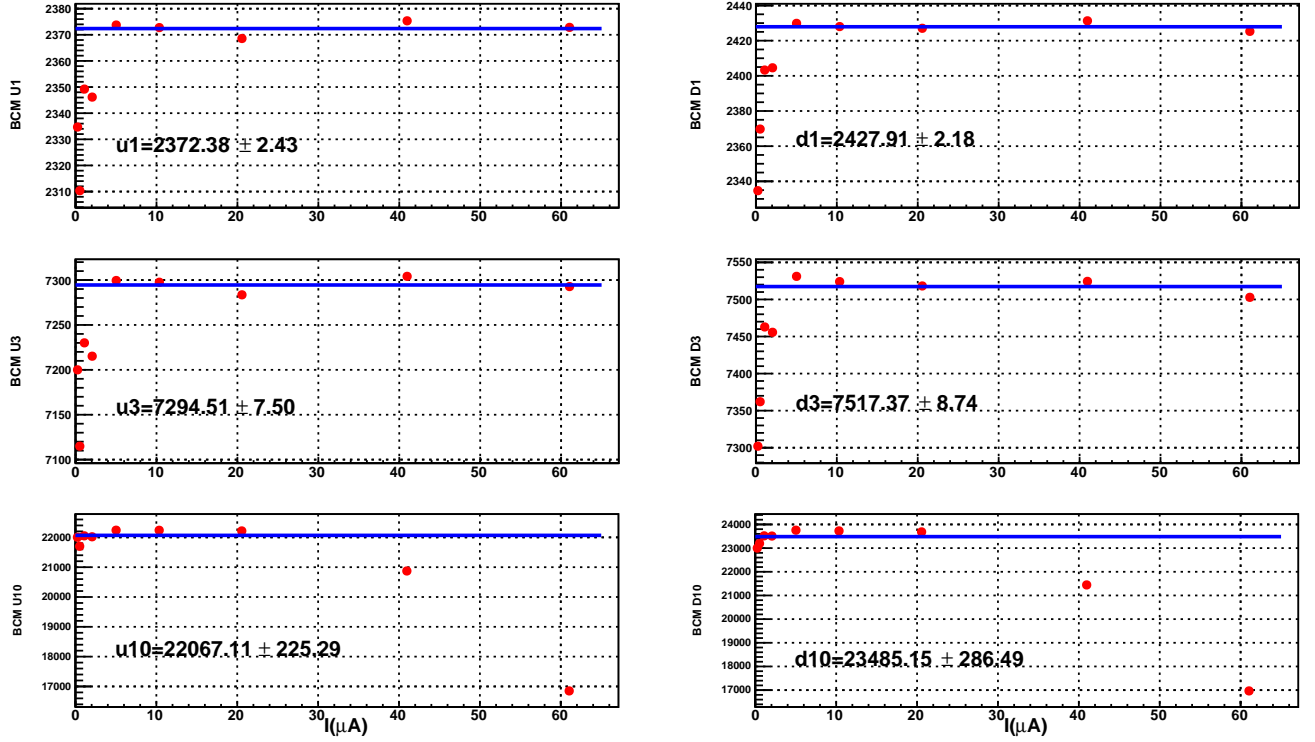 2380
2370
2360
2350
2340
2330
2320
2310
BCM U1
u1=2372.38 ± 2.43
0 10 20 30 40 50 60
2440
2420
2400
2380
2360
2340
BCM D1
d1=2427.91 ± 2.18
0 10 20 30 40 50 60
7300
7250
7200
7150
7100
BCM U3
u3=7294.51 ± 7.50
0 10 20 30 40 50 60
7550
7500
7450
7400
7350
7300
BCM D3
d3=7517.37 ± 8.74
0 10 20 30 40 50 60
22000
21000
20000
19000
18000
17000
BCM U10
u10=22067.11 ± 225.29
0 10 20 30 40 50 60
I(μA)
24000
23000
22000
21000
20000
19000
18000
17000
BCM D10
d10=23485.15 ± 286.49
0 10 20 30 40 50 60
I(μA)